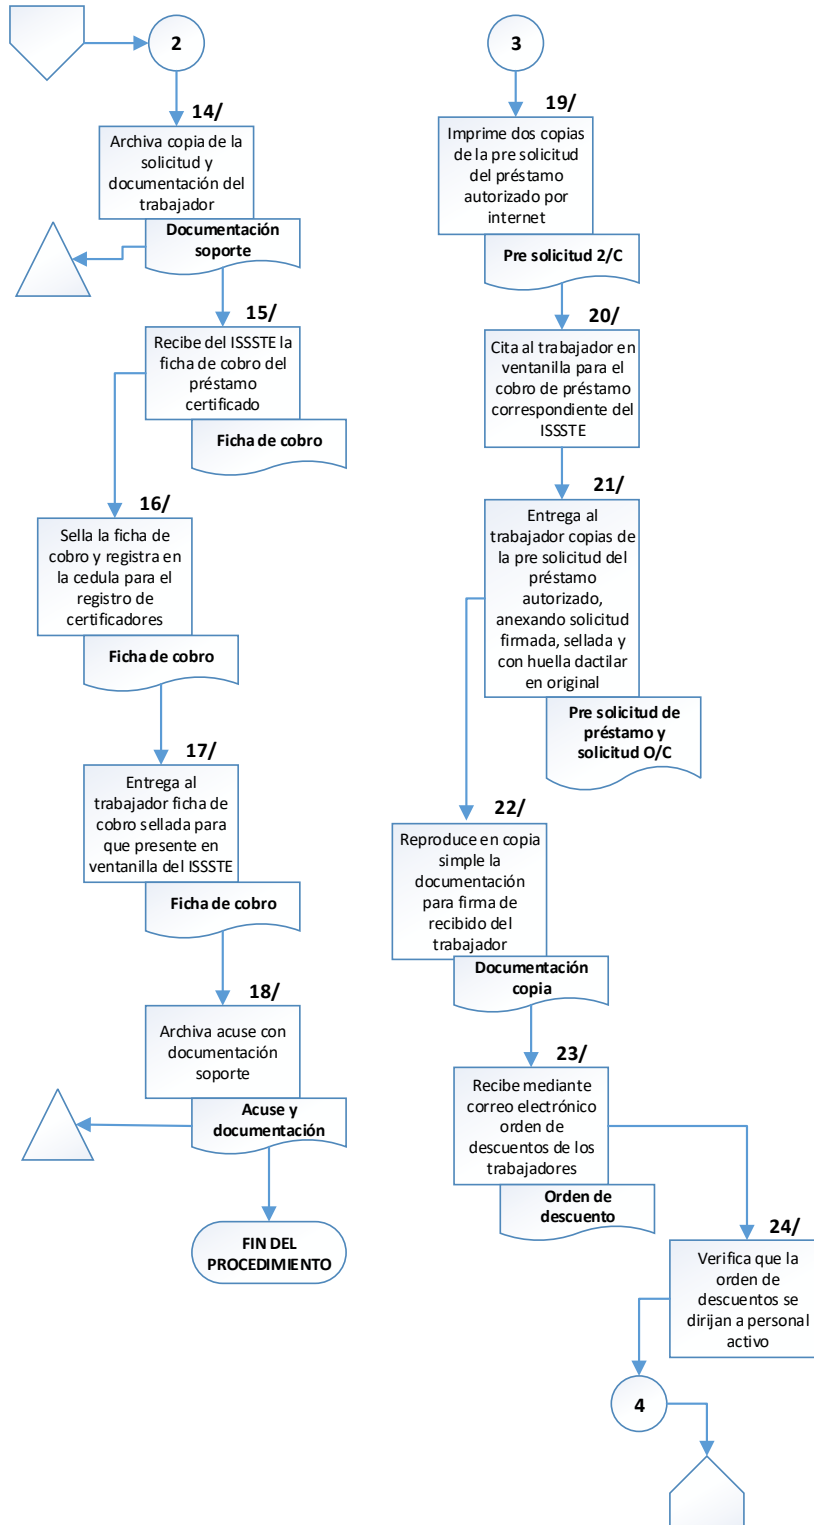 2
14/
Archiva copia de la
solicitud y
documentación del
trabajador
Documentación
soporte
15/
Recibe del ISSSTE la
ficha de cobro del
préstamo
certificado
Ficha de cobro
16/
Sella la ficha de
cobro y registra en
la cedula para el
registro de
certificadores
Ficha de cobro
17/
Entrega al
trabajador ficha de
cobro sellada para
que presente en
ventanilla del ISSSTE
Ficha de cobro
18/
Archiva acuse con
documentación
soporte
Acuse y
documentación
FIN DEL
PROCEDIMIENTO
3
19/
Imprime dos copias
de la pre solicitud
del préstamo
autorizado por
internet
Pre solicitud 2/C
20/
Cita al trabajador en
ventanilla para el
cobro de préstamo
correspondiente del
ISSSTE
21/
Entrega al
trabajador copias de
la pre solicitud del
préstamo
autorizado,
anexando solicitud
firmada, sellada y
con huella dactilar
en original
Pre solicitud de
préstamo y
solicitud O/C
22/
Reproduce en copia
simple la
documentación
para firma de
recibido del
trabajador
Documentación
copia
23/
Recibe mediante
correo electrónico
orden de
descuentos de los
trabajadores
Orden de
descuento
24/
Verifica que la
orden de
descuentos se
dirijan a personal
activo
4